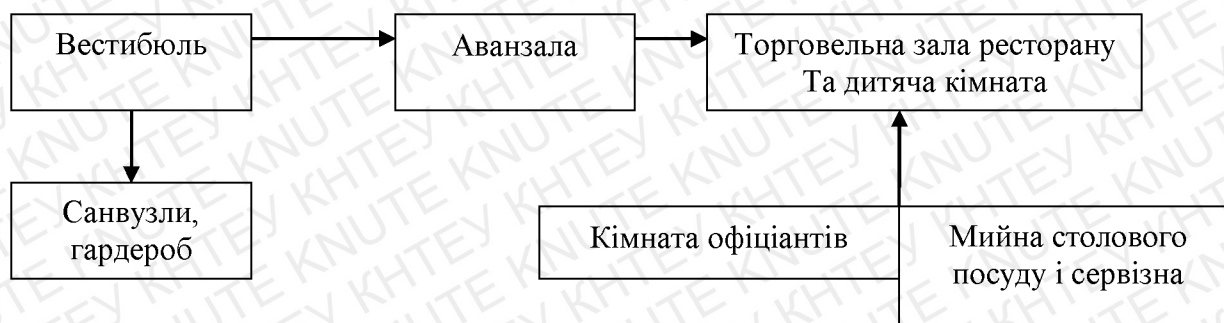 Вестибюль
Аванзала
Торговельна зала ресторану
Та дитяча кімната
Санвузли,
гардероб
Кімната офіціантів
Мийна столового
посуду і сервізна